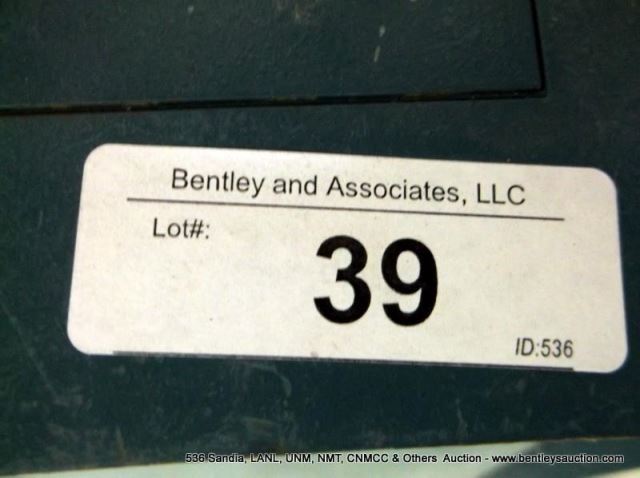 Bentley and Associates, LLC
Lot#:
39
ID:536
536 Sandia, LANL, UNM, NMT, CNMCC & Others Auction - www.bentleysauction.com